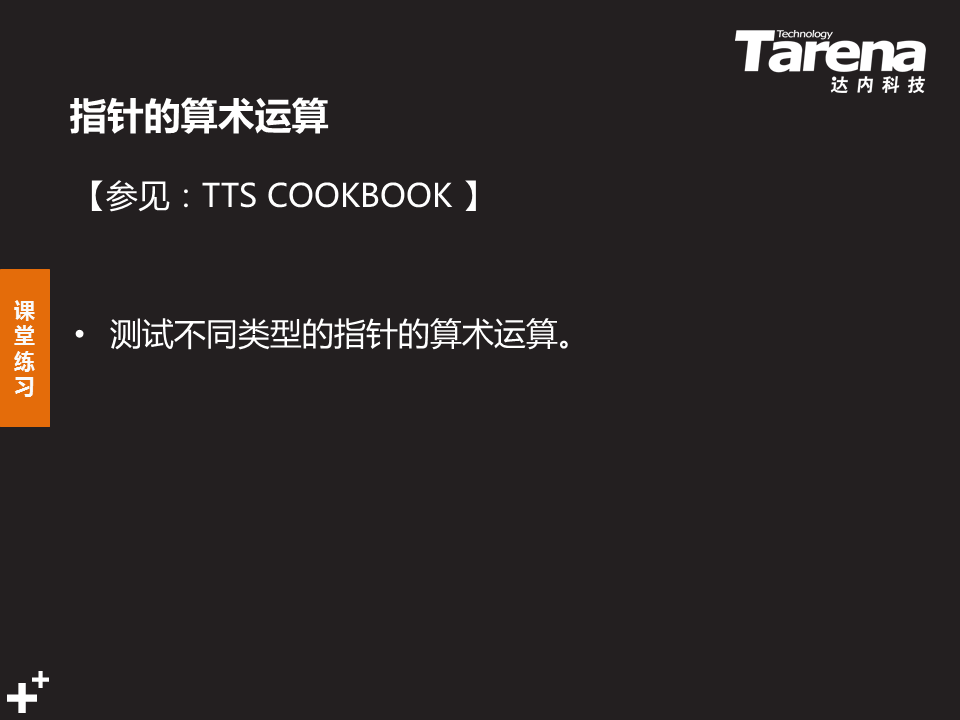 Technology
Tarena
达内科技
指针的算术运算
【参见：TTS COOKBOOK 】
课堂练习
• 测试不同类型的指针的算术运算。